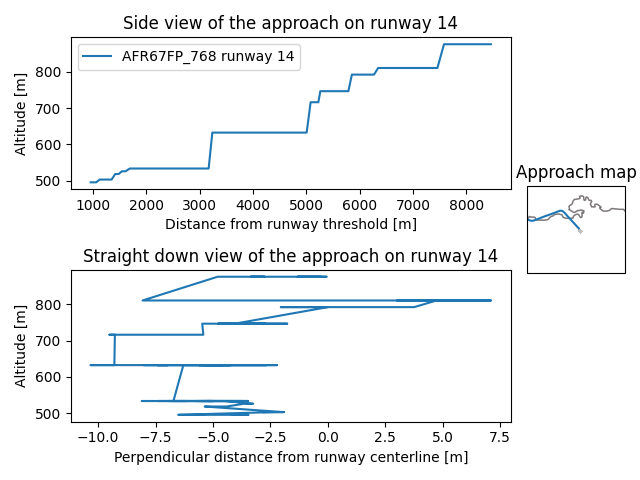 Side view of the approach on runway 14
AFR67FP_768 runway 14
Altitude [m]
800
700
600
500
1000 2000 3000 4000 5000 6000 7000 8000
Distance from runway threshold [m]
Approach map
Straight down view of the approach on runway 14
Altitude [m]
800
700
600
500
−10.0 −7.5 −5.0 −2.5 0.0 2.5 5.0 7.5
Perpendicular distance from runway centerline [m]